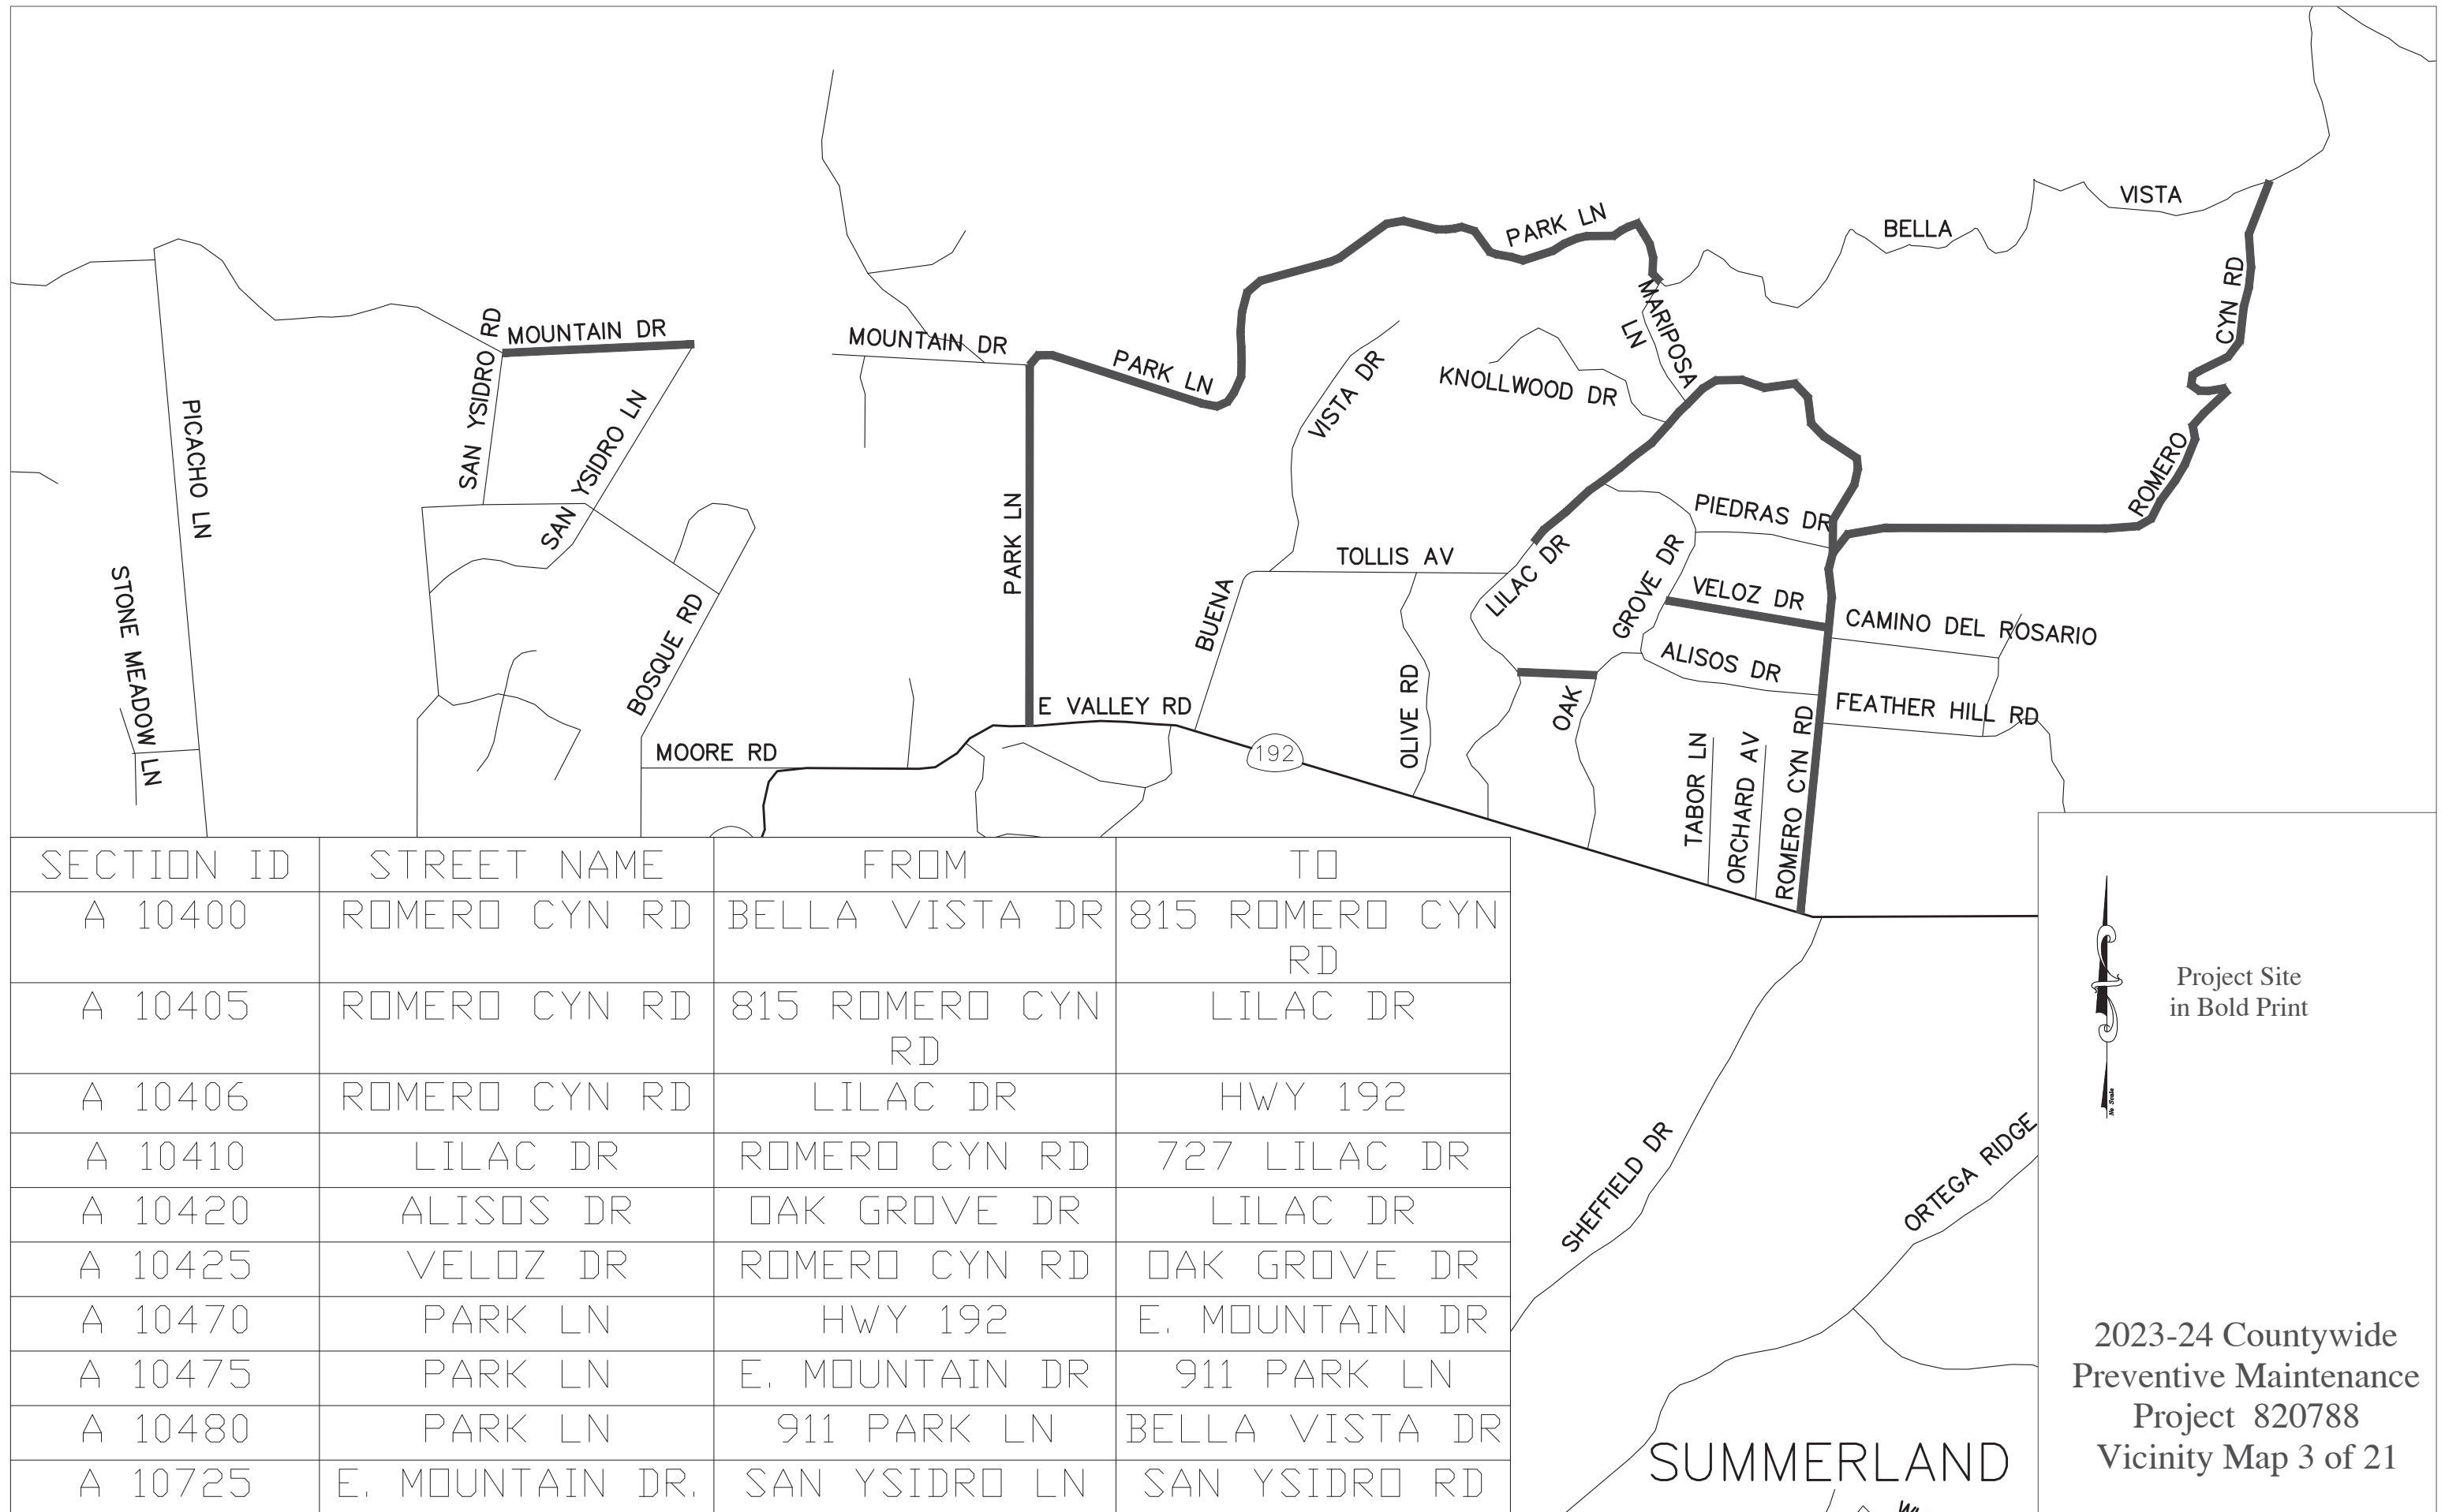 PARK LN
VISTA
BELLA
CYN RD
SAN YSIDRO RD
MOUNTAIN DR
MOUNTAIN DR
PARK LN
MARIPOSA
LN
VISTA DR
KNOLLWOOD DR
PICACHO LN
SAN YSIDRO LN
ROMERO
PARK LN
PIEDRAS DR
TOLLIS AV
LILAC DR
GROVE DR
VELOZ DR
CAMINO DEL ROSARIO
STONE MEADOW LN
BOSQUE RD
BUENA
ALISOS DR
OLIVE RD
OAK
FEATHER HILL RD
E VALLEY RD
MOORE RD
192
TABOR LN
ORCHARD AV
ROMERO CYN RD
SECTION ID STREET NAME FROM TO
A 10400 ROMERO CYN RD BELLA VISTA DR 815 ROMERO CYN
RD
A 10405 ROMERO CYN RD 815 ROMERO CYN LILAC DR
RD
A 10406 ROMERO CYN RD LILAC DR HWY 192
A 10410 LILAC DR ROMERO CYN RD 727 LILAC DR
A 10420 ALISOS DR OAK GROVE DR LILAC DR
A 10425 VELOZ DR ROMERO CYN RD OAK GROVE DR
A 10470 PARK LN HWY 192 E. MOUNTAIN DR
A 10475 PARK LN E. MOUNTAIN DR 911 PARK LN
A 10480 PARK LN 911 PARK LN BELLA VISTA DR
A 10725 E. MOUNTAIN DR. SAN YSIDRO LN SAN YSIDRO RD
SHEFFIELD DR
ORTEGA RIDGE
SUMMERLAND
Project Site
in Bold Print
No Scale
2023-24 Countywide
Preventive Maintenance
Project 820788
Vicinity Map 3 of 21